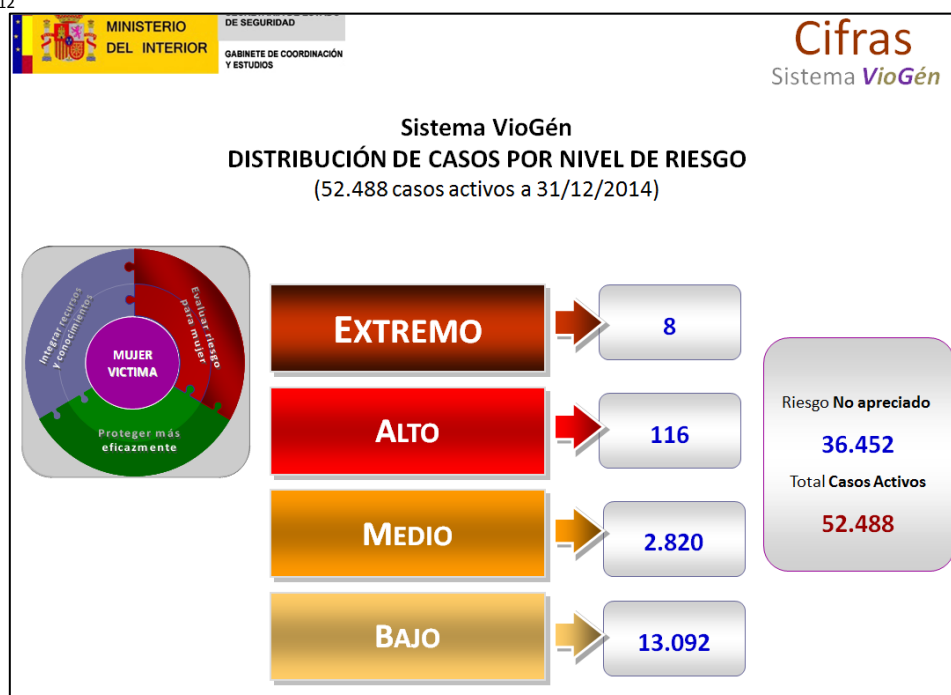 12
MINISTERIO
DEL INTERIOR
DE SEGURIDAD
GABINETE DE COORDINACIÓN
Y ESTUDIOS
Cifras
Sistema VioGén
Sistema VioGén
DISTRIBUCIÓN DE CASOS POR NIVEL DE RIESGO
(52.488 casos activos a 31/12/2014)
Integrar recursos
y conocimientos
Evaluar riesgo
para mujer
MUJER
VICTIMA
Proteger más
eficazmente
EXTREMO
8
ALTO
116
MEDIO
2.820
BAJO
13.092
Riesgo No apreciado
36.452
Total Casos Activos
52.488